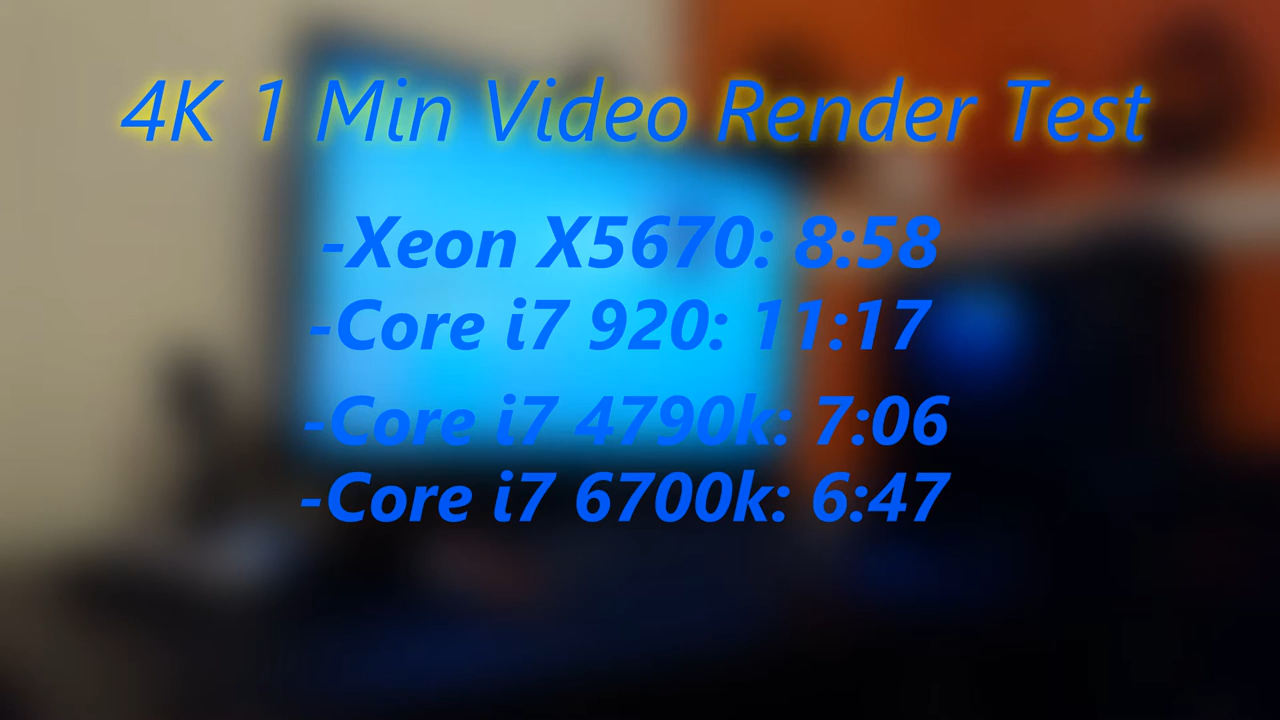 4K 1 Min Video Render Test
-Xeon X5670: 8:58
-Core i7 920: 11:17
-Core i7 4790k: 7:06
-Core i7 6700k: 6:47